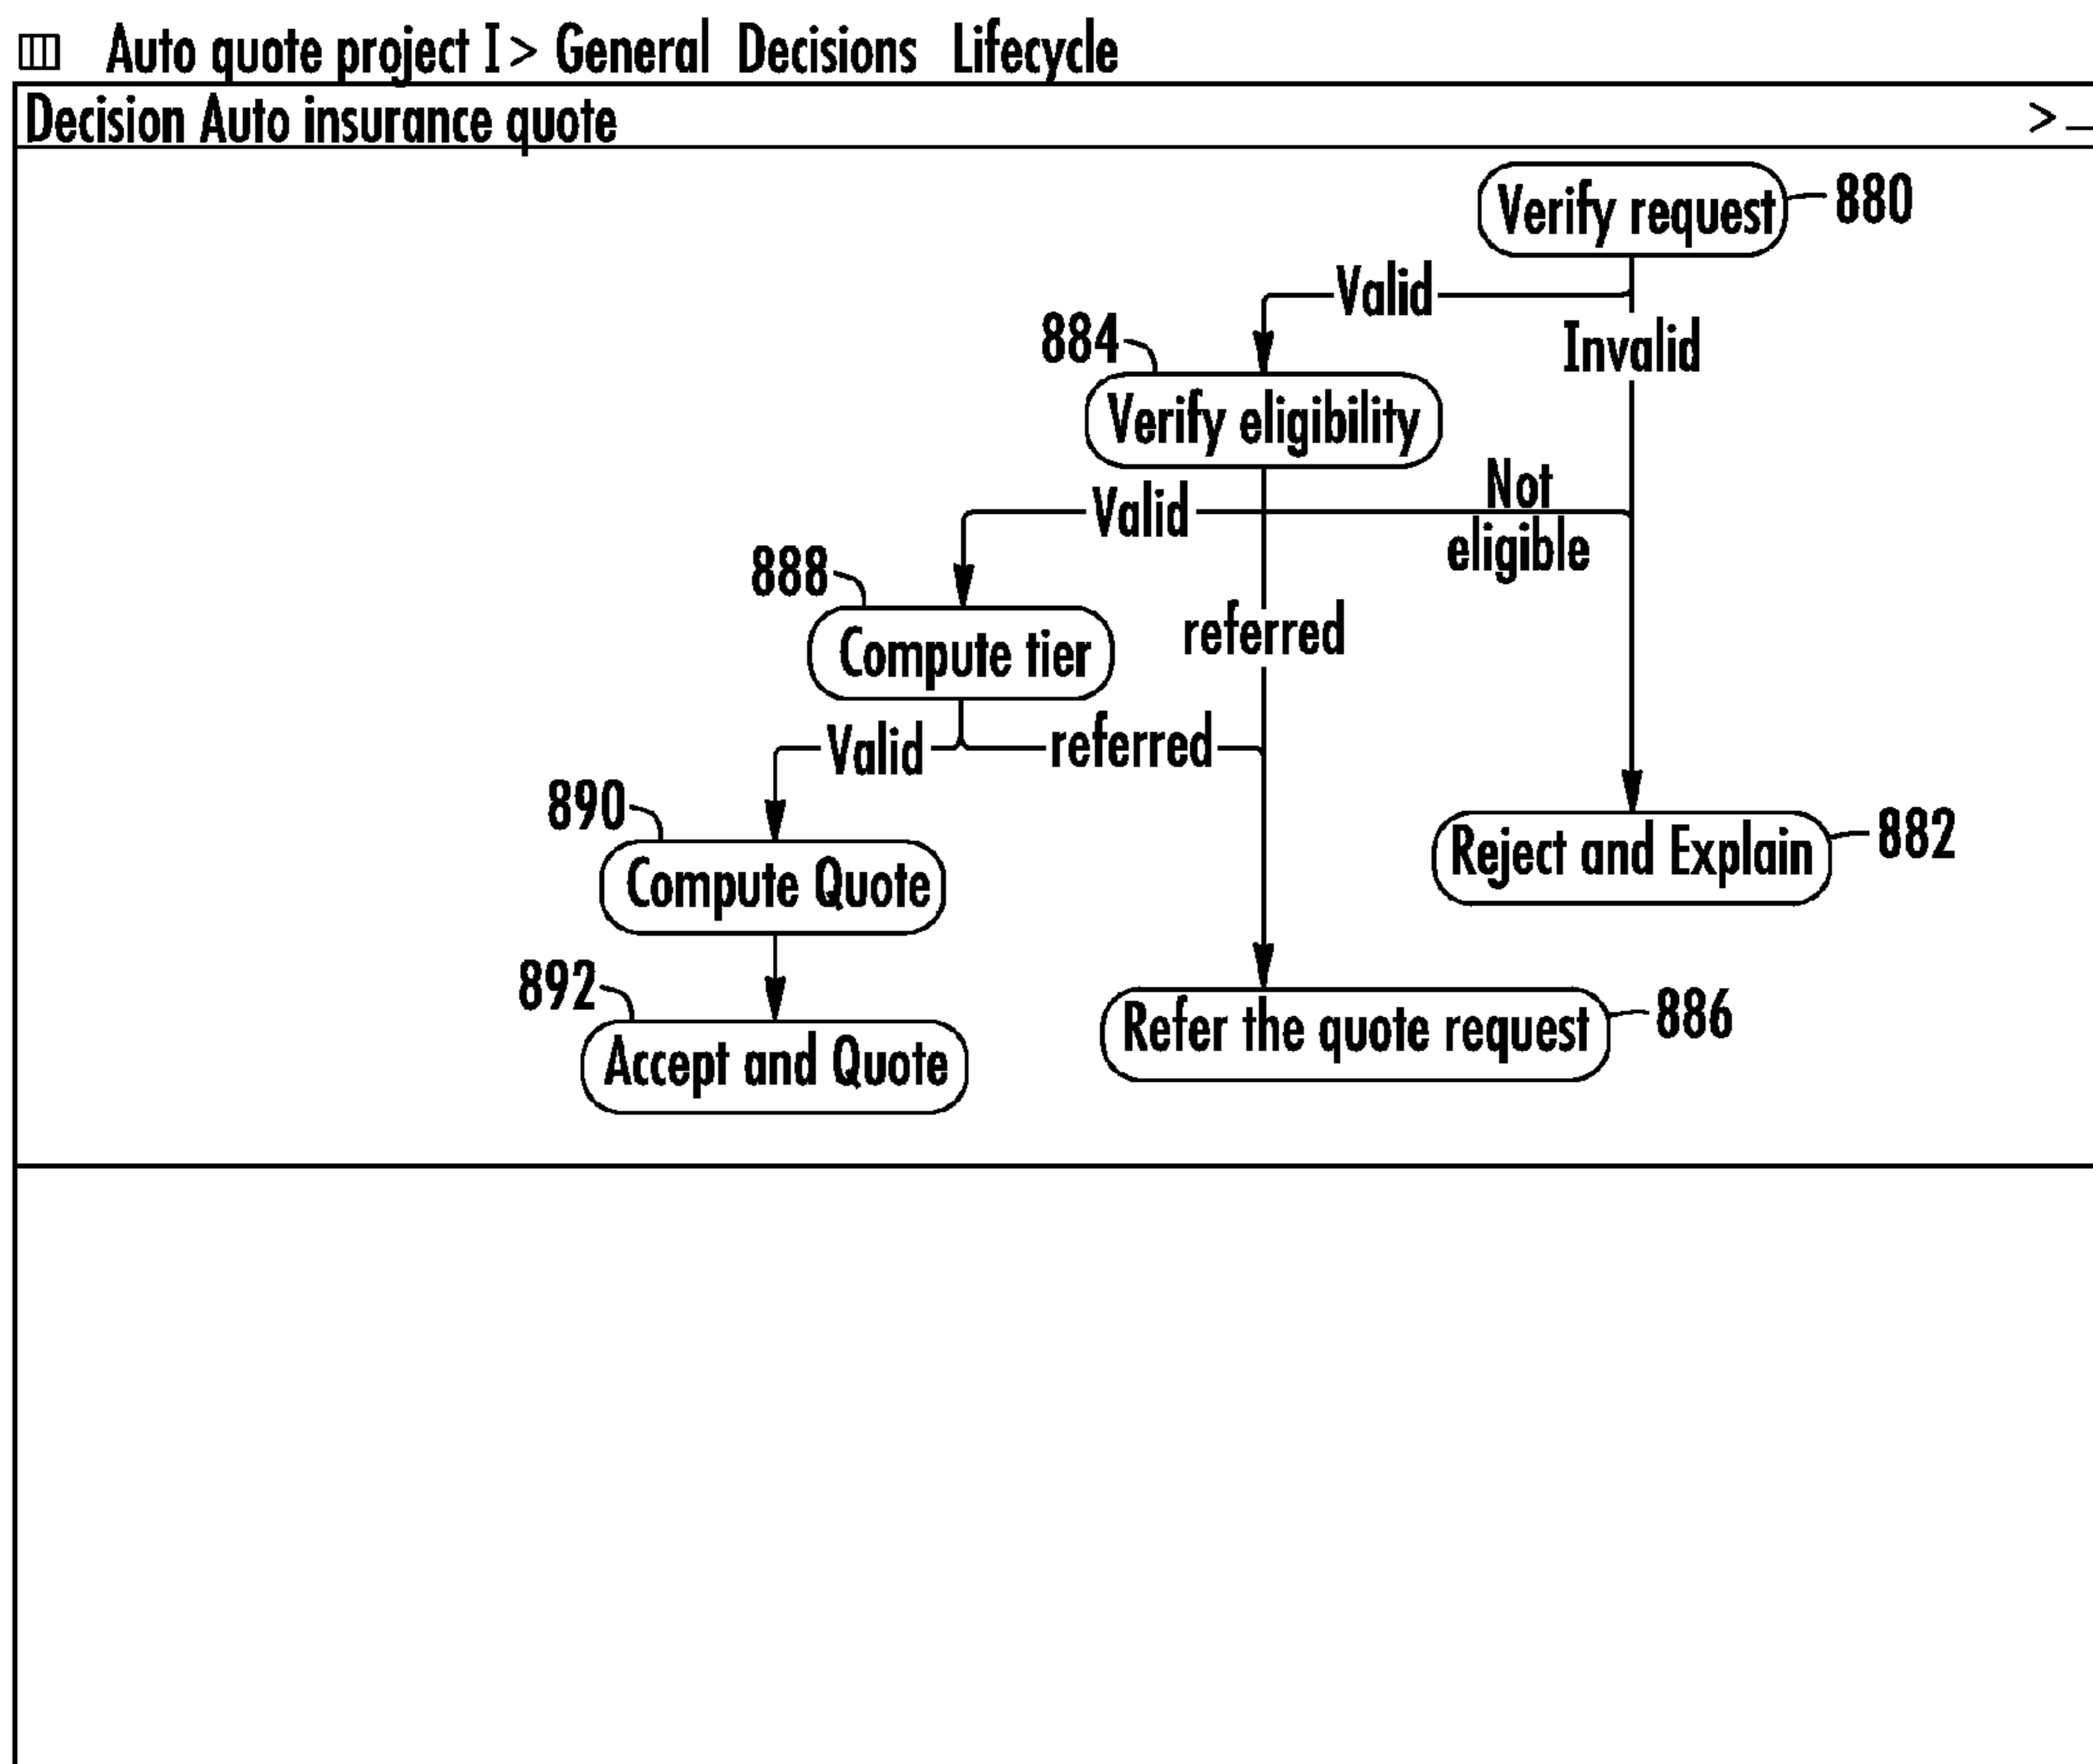 Auto quote project I > General Decisions Lifecycle
Decision Auto insurance quote
>_
Verify request
880
Valid
Invalid
884
Verify eligibility
Valid
Not
eligible
888
Compute tier
referred
Valid
referred
890
Compute Quote
Reject and Explain
882
892
Accept and Quote
Refer the quote request
886